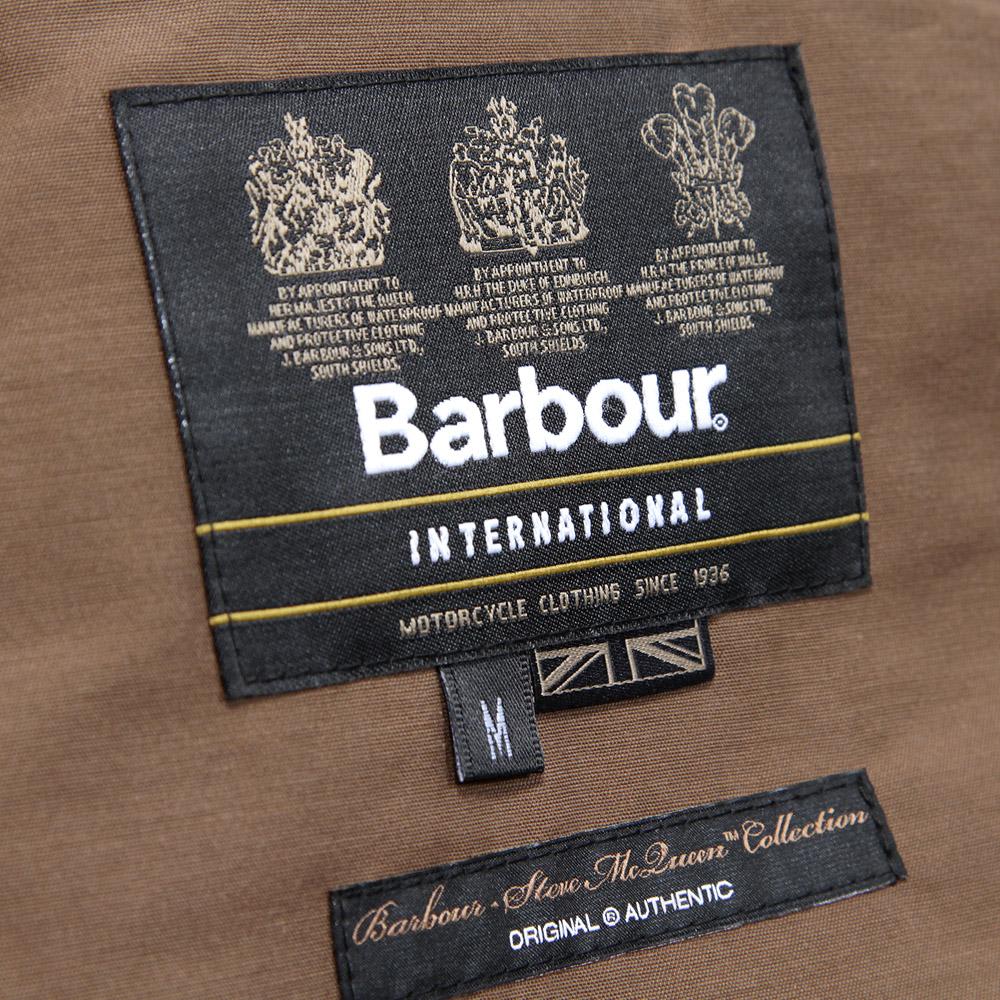 BY APPOINTMENT TO
HER MAJESTY THE QUEEN
MANUFACTURERS OF WATERPROOF
AND PROTECTIVE CLOTHING
J. BARBOUR & SONS LTD.,
SOUTH SHIELDS.
BY APPOINTMENT TO
H.R.H THE DUKE OF EDINBURGH
MANUFACTURERS OF WATERPROOF
AND PROTECTIVE CLOTHING
J. BARBOUR & SONS LTD.,
SOUTH SHIELDS.
BY APPOINTMENT TO
H.R.H THE PRINCE OF WALES
MANUFACTURERS OF WATERPROOF
AND PROTECTIVE CLOTHING
J. BARBOUR & SONS LTD.,
SOUTH SHIELDS.
Barbour®
INTERNATIONAL
MOTORCYCLE CLOTHING SINCE 1936
M
Barbour · Steve McQueen™ Collection
ORIGINAL ® AUTHENTIC